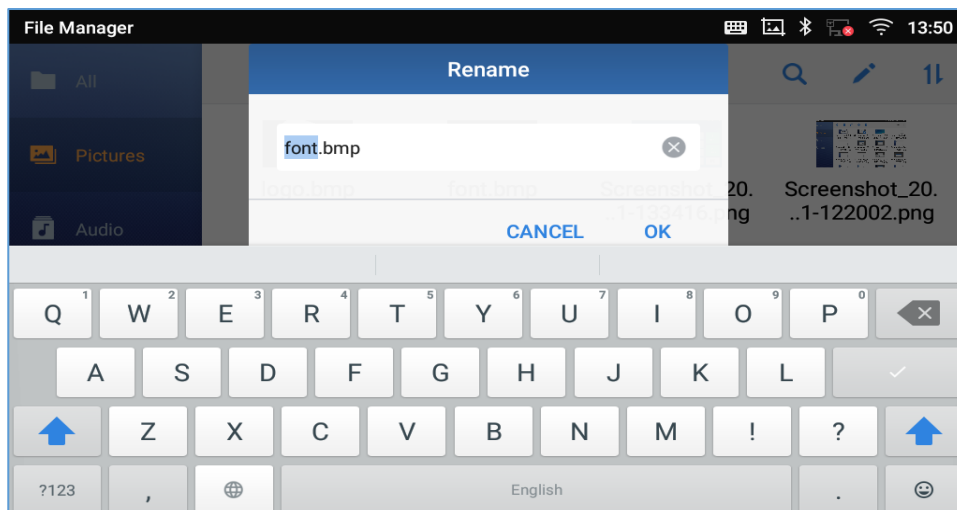 File Manager 13:50
Rename
All 1
Pictures
font.bmp
logo.bmp font.bmp Screenshot_20. Screenshot_20.
..1-133416.png ..1-122002.png
Audio
CANCEL OK
Q 1 W 2 E 3 R 4 T 5 Y 6 U 7 I 8 O 9 P 0
A S D F G H J K L
Z X C V B N M ! ?
?123 , English .